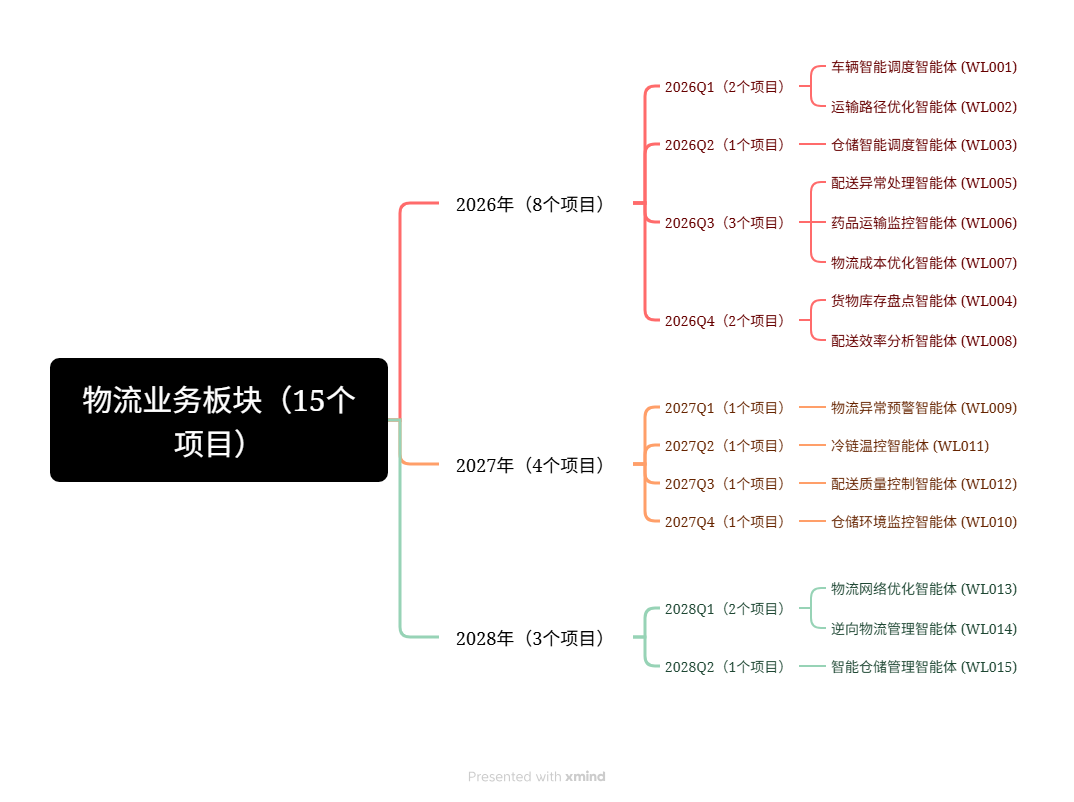 物流业务板块（15个
项目）
2026年（8个项目）
2026Q1（2个项目）
车辆智能调度智能体 (WL001)
运输路径优化智能体 (WL002)
2026Q2（1个项目）
仓储智能调度智能体 (WL003)
2026Q3（3个项目）
配送异常处理智能体 (WL005)
药品运输监控智能体 (WL006)
物流成本优化智能体 (WL007)
2026Q4（2个项目）
货物库存盘点智能体 (WL004)
配送效率分析智能体 (WL008)
2027年（4个项目）
2027Q1（1个项目）
物流异常预警智能体 (WL009)
2027Q2（1个项目）
冷链温控智能体 (WL011)
2027Q3（1个项目）
配送质量控制智能体 (WL012)
2027Q4（1个项目）
仓储环境监控智能体 (WL010)
2028年（3个项目）
2028Q1（2个项目）
物流网络优化智能体 (WL013)
逆向物流管理智能体 (WL014)
2028Q2（1个项目）
智能仓储管理智能体 (WL015)
Presented with xmind